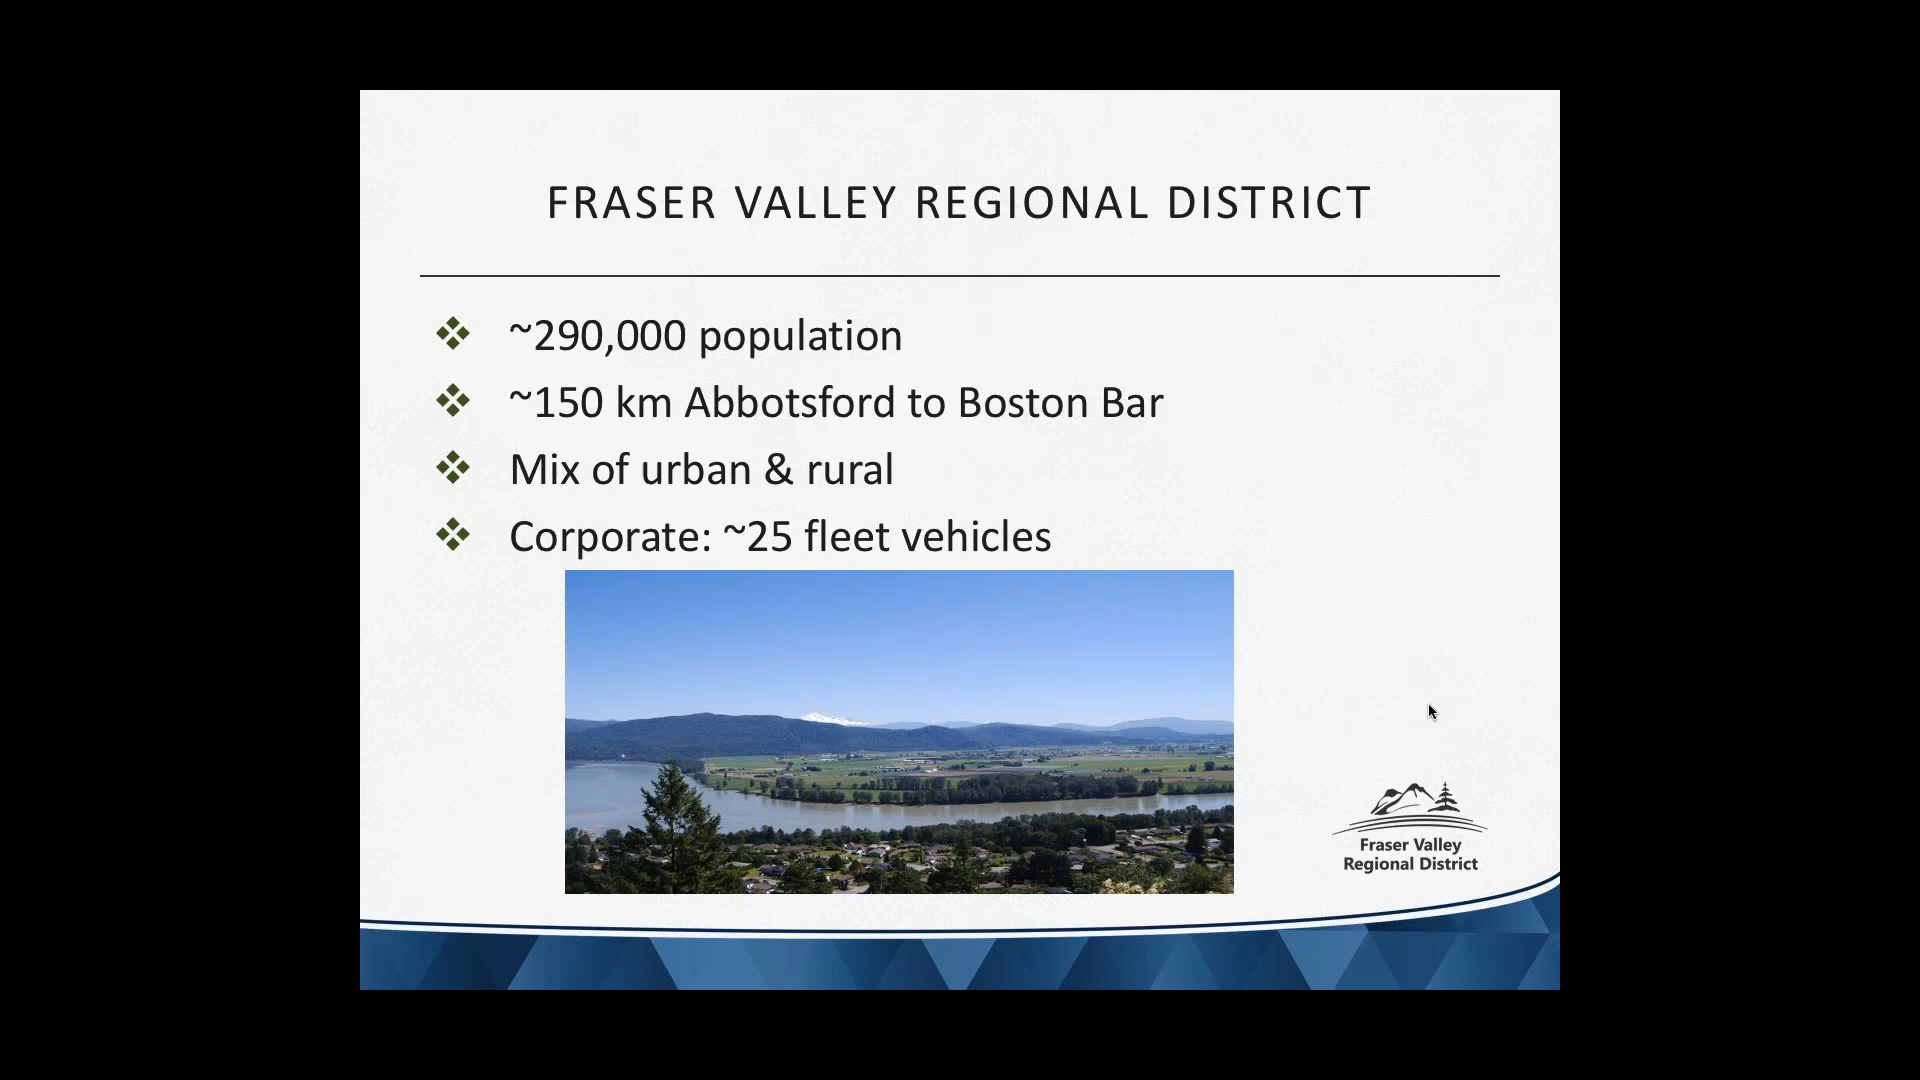 FRASER VALLEY REGIONAL DISTRICT
~290,000 population
~150 km Abbotsford to Boston Bar
Mix of urban & rural
Corporate: ~25 fleet vehicles
Fraser Valley
Regional District